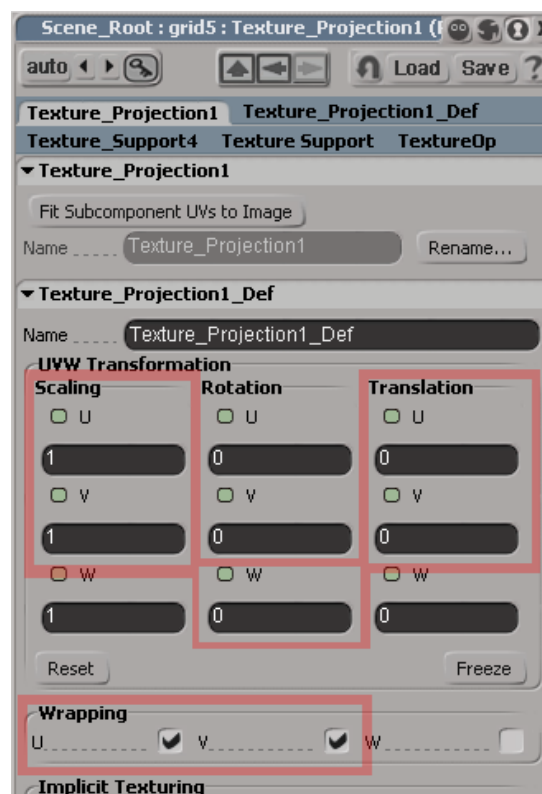 Scene_Root : grid5 : Texture_Projection1
auto Load Save ?
Texture_Projection1 Texture_Projection1_Def
Texture_Support4 Texture Support TextureOp
Texture_Projection1
Fit Subcomponent UVs to Image
Name Texture_Projection1 Rename...
Texture_Projection1_Def
Name Texture_Projection1_Def
UVW Transformation
Scaling Rotation Translation
U U U
1 0 0
V V V
1 0 0
W W W
1 0 0
Reset Freeze
Wrapping
U V W
Implicit Texturing